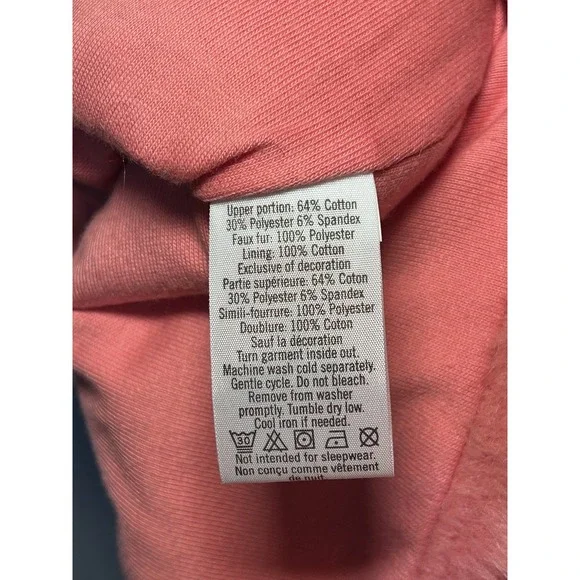 Upper portion: 64% Cotton
30% Polyester 6% Spandex
Faux fur: 100% Polyester
Lining: 100% Cotton
Exclusive of decoration
Partie supérieure: 64% Coton
30% Polyester 6% Spandex
Simili-fourrure: 100% Polyester
Doublure: 100% Coton
Sauf la décoration
Turn garment inside out.
Machine wash cold separately.
Gentle cycle. Do not bleach.
Remove from washer
promptly. Tumble dry low.
Cool iron if needed.
30
Not intended for sleepwear.
Non conçu comme vêtement
de nuit